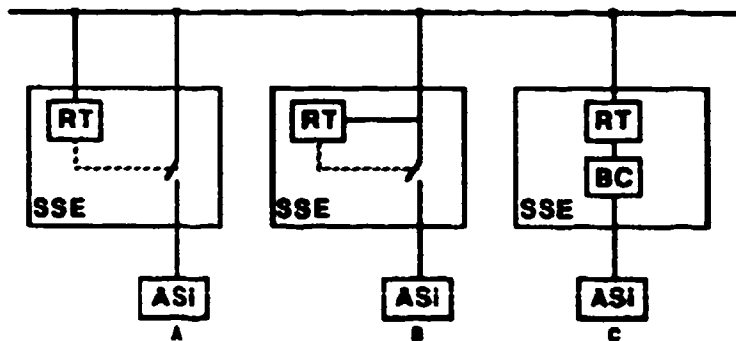 RT RT RT
BC
SSE SSE SSE
ASi ASi ASi
A B C